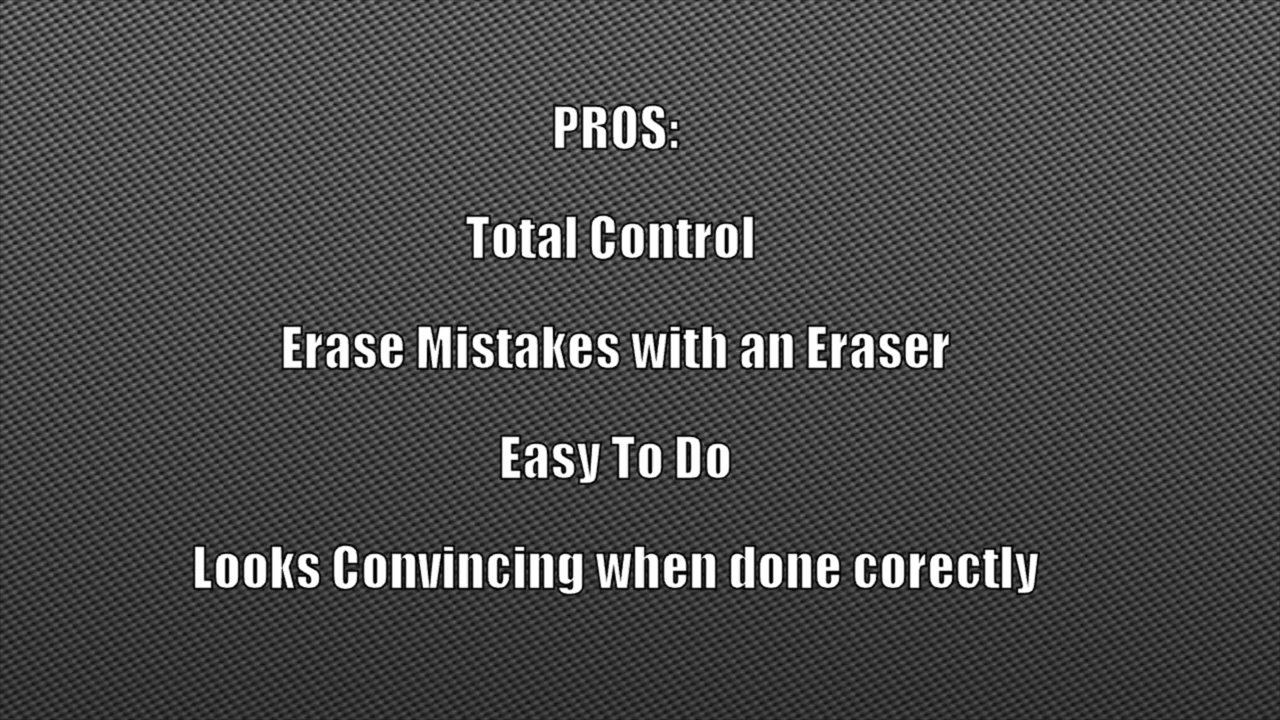 PROS:
Total Control
Erase Mistakes with an Eraser
Easy To Do
Looks Convincing when done corectly